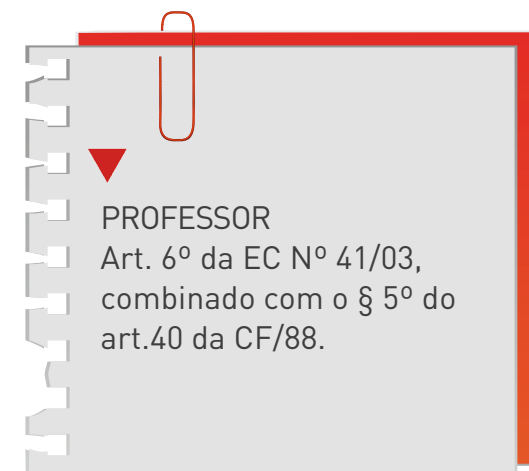 PROFESSOR
Art. 6º da EC Nº 41/03,
combinado com o § 5º do
art.40 da CF/88.